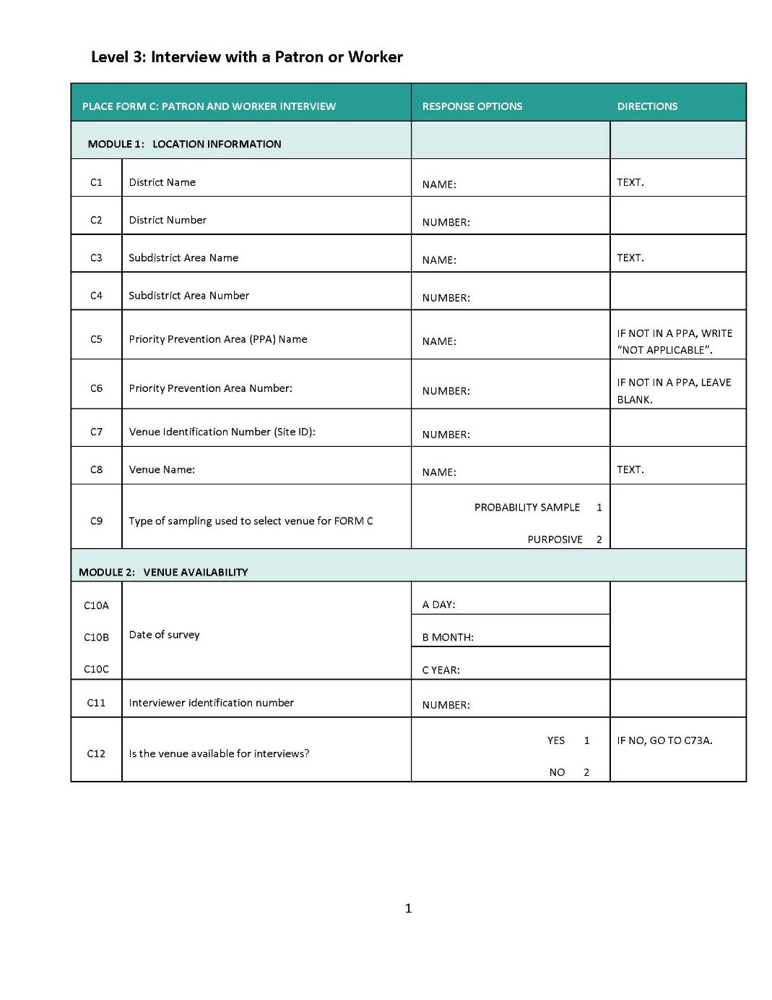 Level 3: Interview with a Patron or Worker
PLACE FORM C: PATRON AND WORKER INTERVIEW RESPONSE OPTIONS DIRECTIONS
MODULE 1: LOCATION INFORMATION
C1 District Name NAME: TEXT.
C2 District Number NUMBER:
C3 Subdistrict Area Name NAME: TEXT.
C4 Subdistrict Area Number NUMBER:
C5 Priority Prevention Area (PPA) Name NAME: IF NOT IN A PPA, WRITE
“NOT APPLICABLE”.
C6 Priority Prevention Area Number: NUMBER: IF NOT IN A PPA, LEAVE
BLANK.
C7 Venue Identification Number (Site ID): NUMBER:
C8 Venue Name: NAME: TEXT.
C9 Type of sampling used to select venue for FORM C PROBABILITY SAMPLE 1
PURPOSIVE 2
MODULE 2: VENUE AVAILABILITY
C10A A DAY:
C10B Date of survey B MONTH:
C10C C YEAR:
C11 Interviewer identification number NUMBER:
C12 Is the venue available for interviews? YES 1 IF NO, GO TO C73A.
NO 2
1